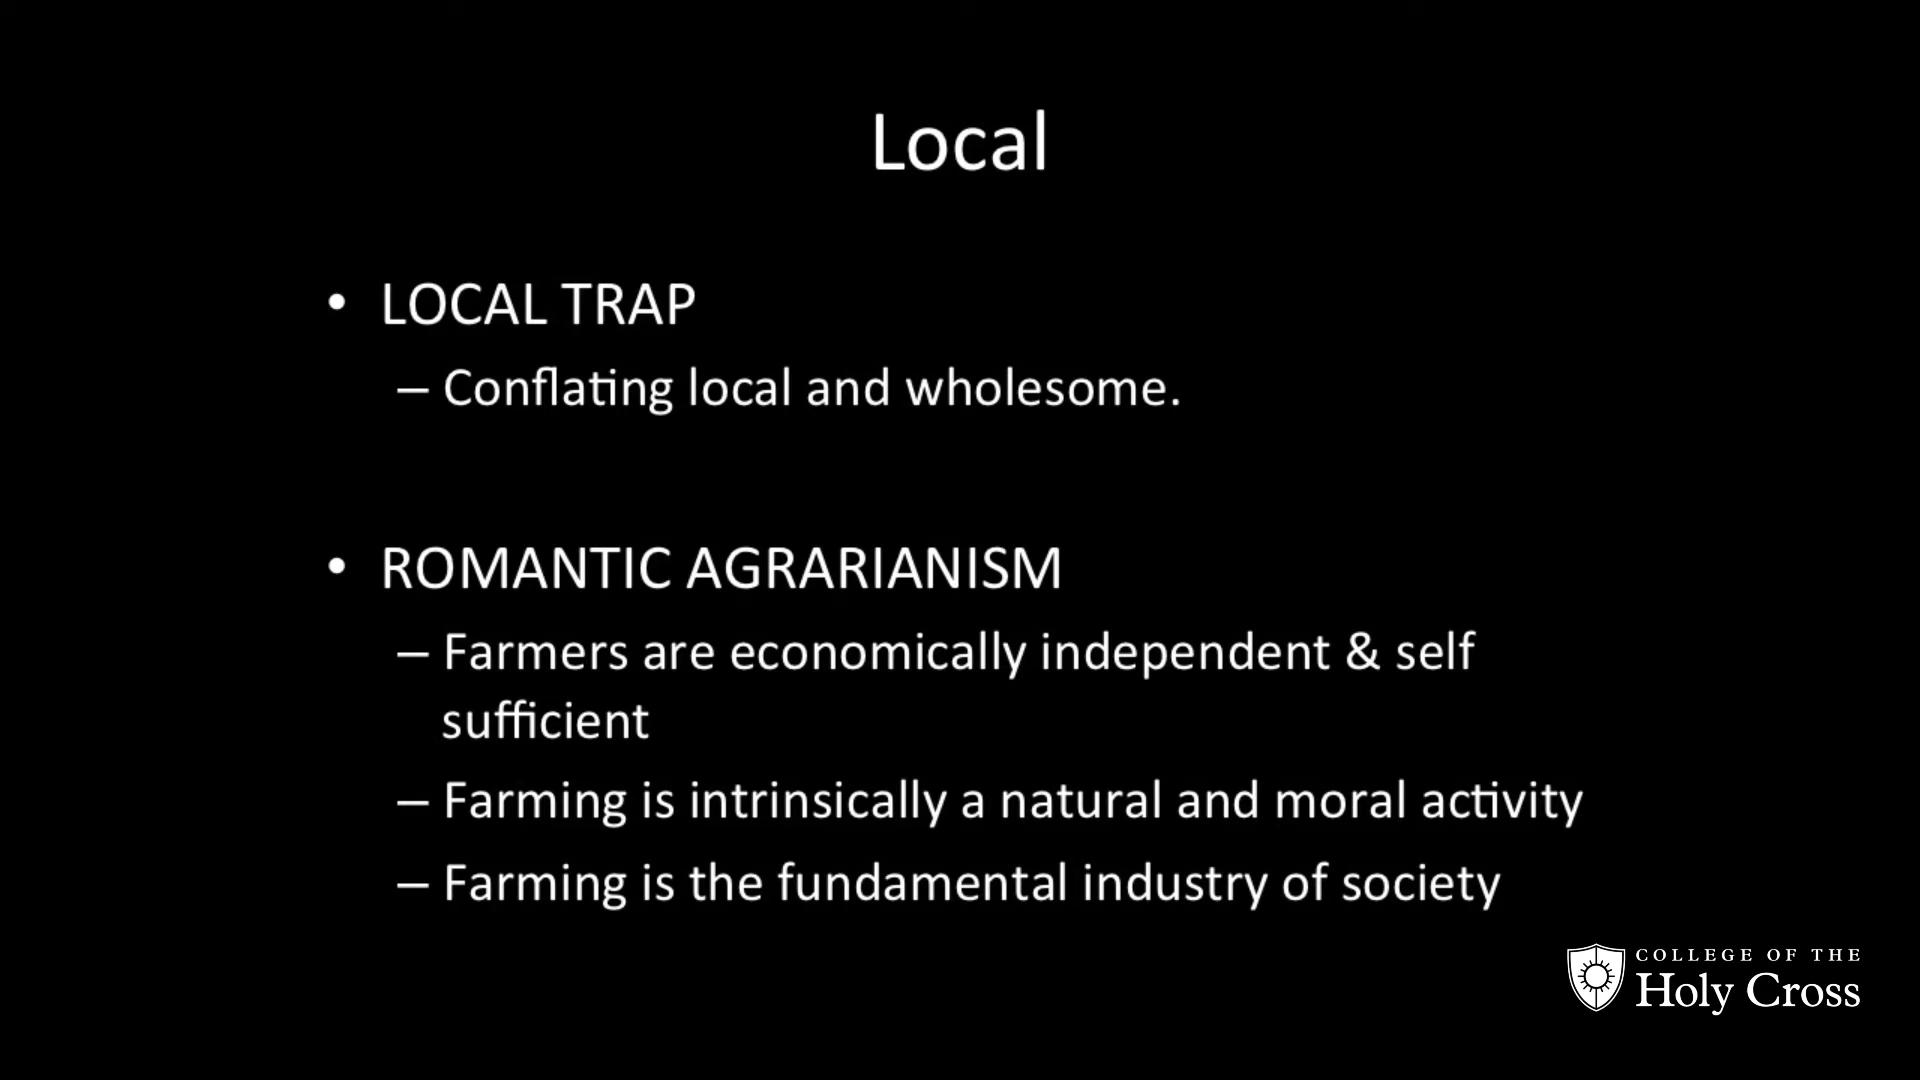 Local
• LOCAL TRAP
– Conflating local and wholesome.
• ROMANTIC AGRARIANISM
– Farmers are economically independent & self
sufficient
– Farming is intrinsically a natural and moral activity
– Farming is the fundamental industry of society
COLLEGE OF THE
Holy Cross